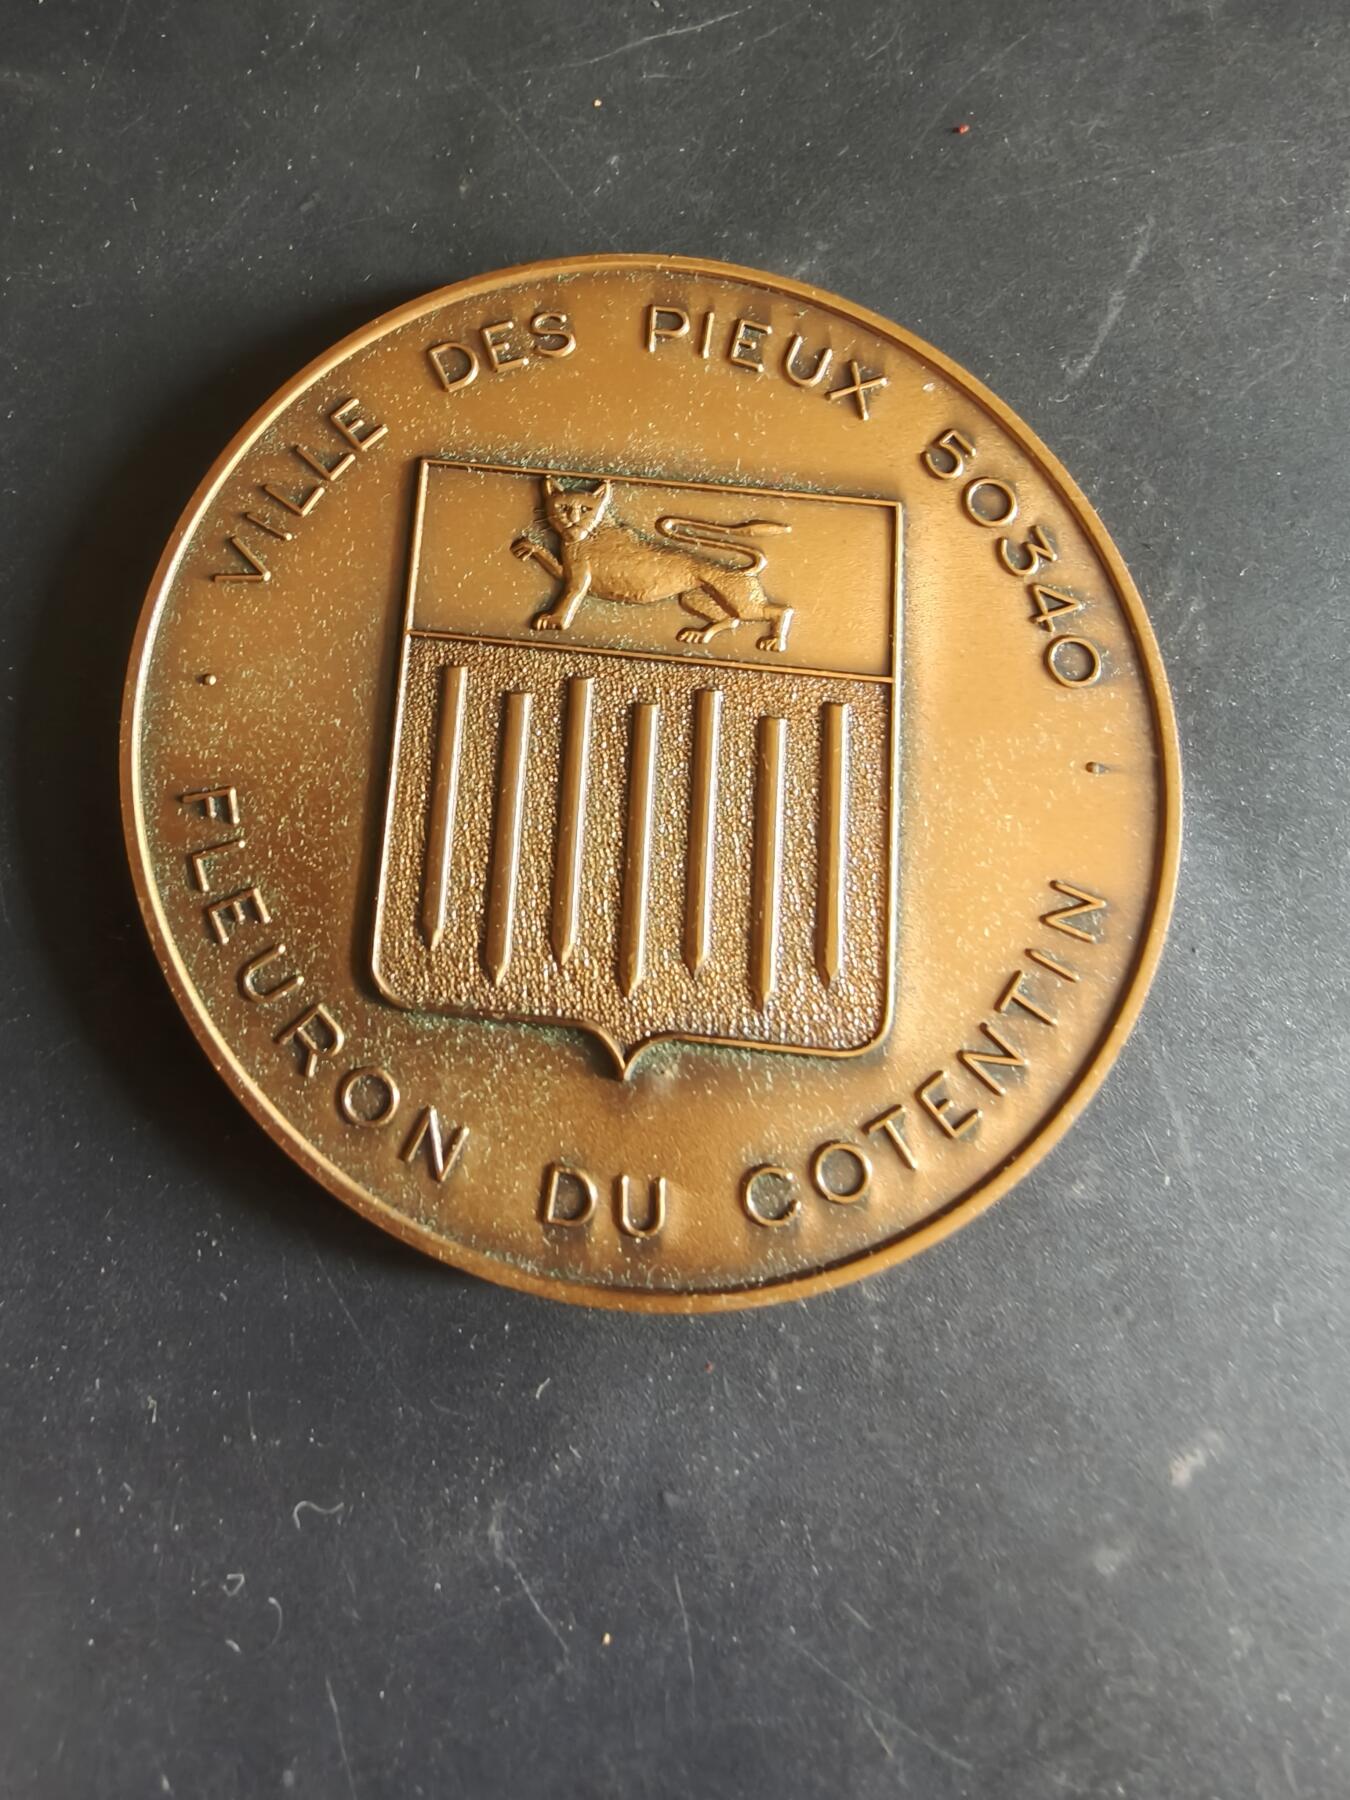 VILLE DES PIEUX 50340
FLEURON DU COTENTIN